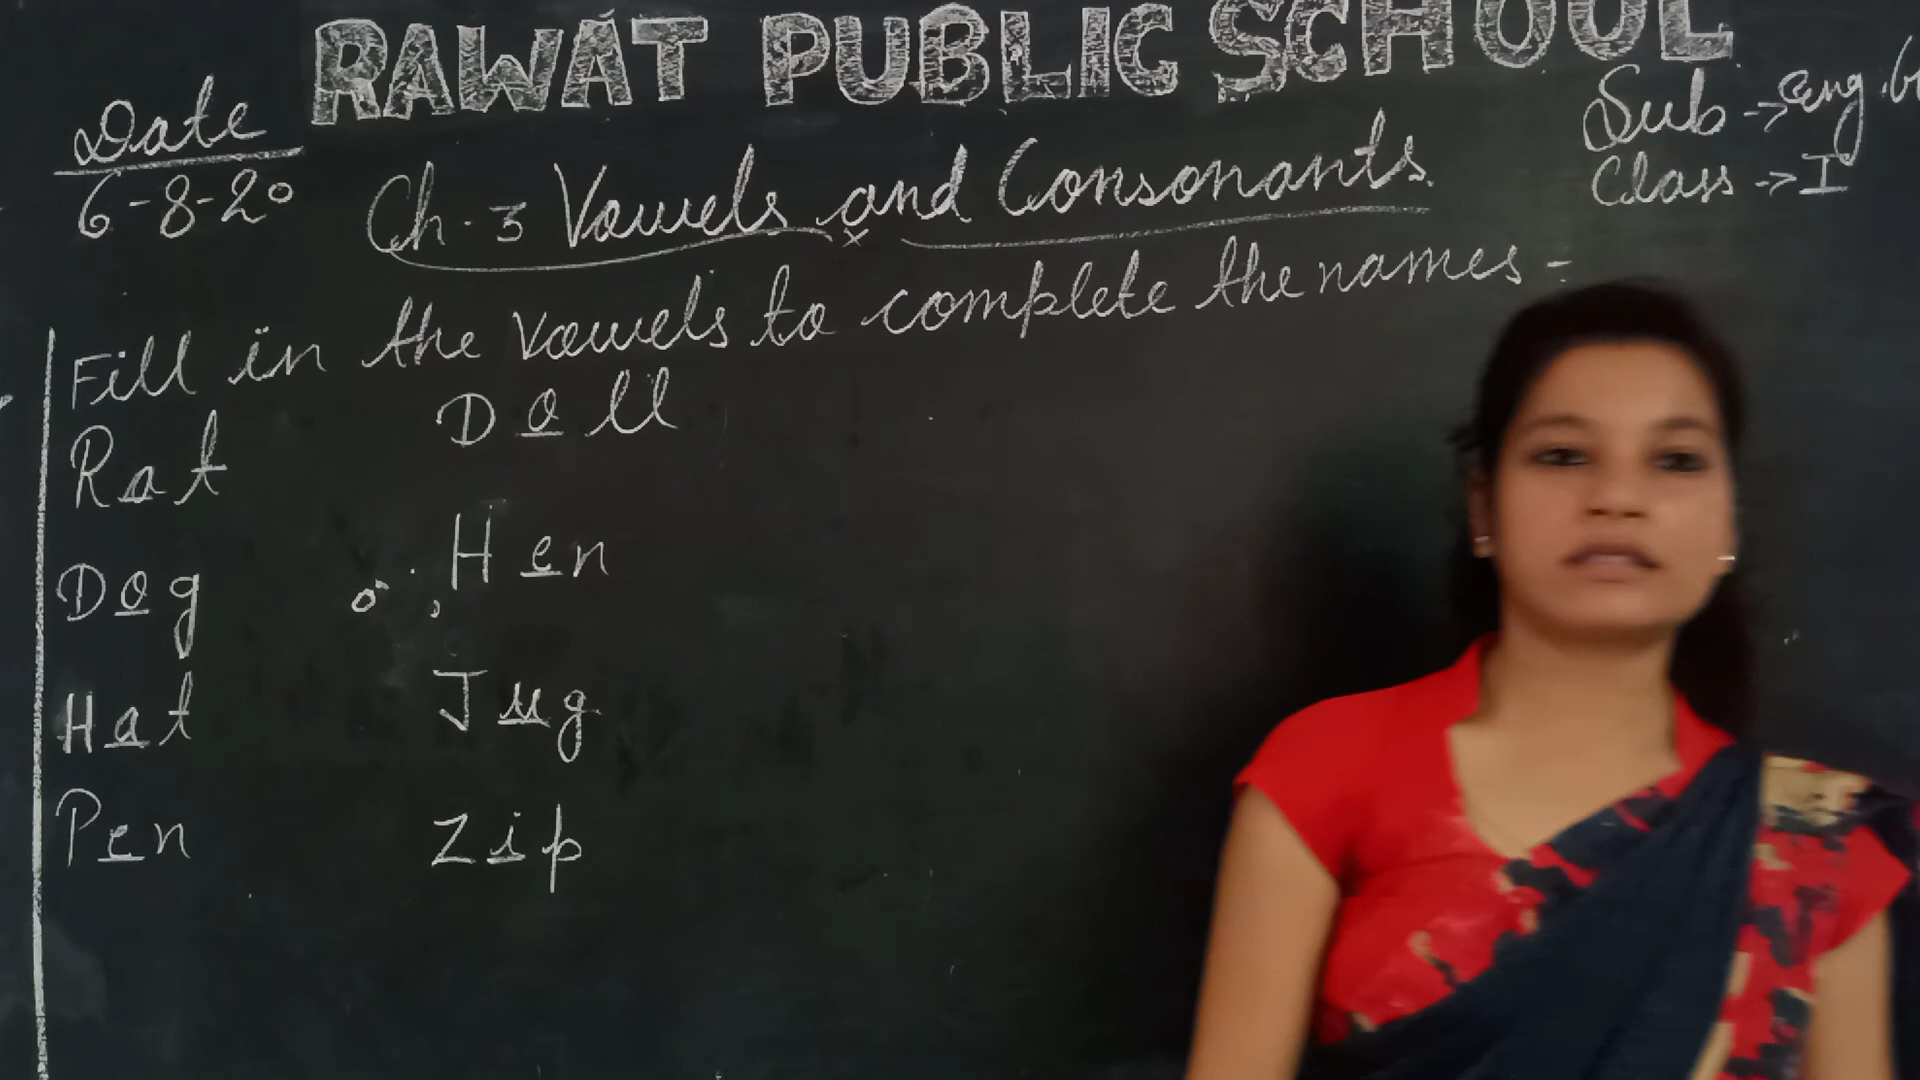 RAWAT PUBLIC SCHOOL
Date
6-8-20
Sub → Eng.
Class → I
Ch. 3 Vowels and Consonants.
Fill in the vowels to complete the names -
Rat
Doll
Dog
Hen
Hat
Jug
Pen
Zip